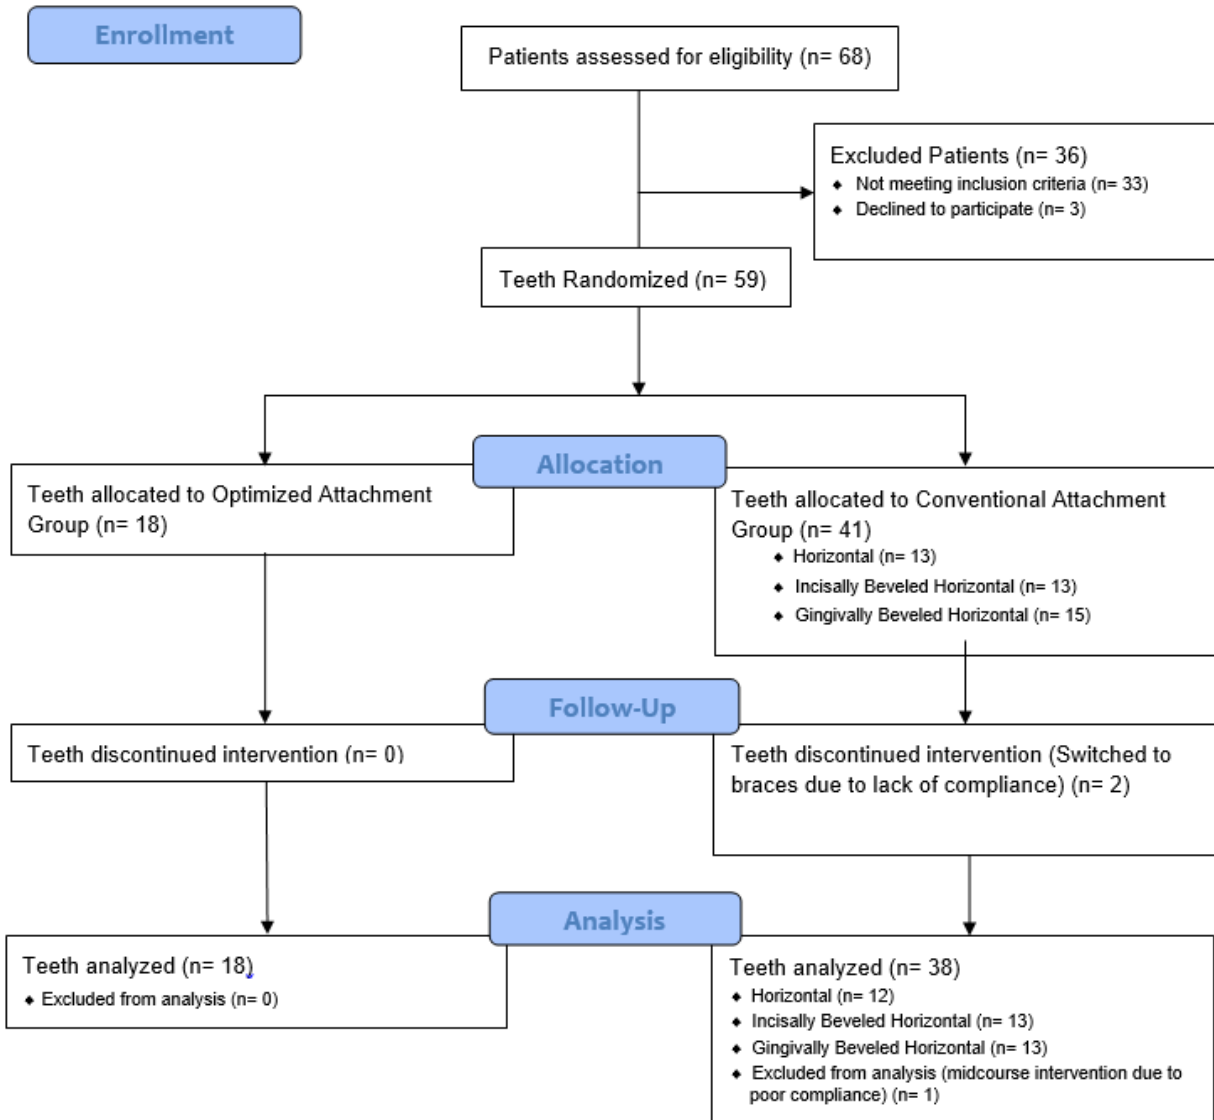 Enrollment
Patients assessed for eligibility (n= 68)
Excluded Patients (n= 36)
♦ Not meeting inclusion criteria (n= 33)
♦ Declined to participate (n= 3)
Teeth Randomized (n= 59)
Allocation
Teeth allocated to Optimized Attachment
Group (n= 18)
Teeth allocated to Conventional Attachment
Group (n= 41)
♦ Horizontal (n= 13)
♦ Incisally Beveled Horizontal (n= 13)
♦ Gingivally Beveled Horizontal (n= 15)
Follow-Up
Teeth discontinued intervention (n= 0)
Teeth discontinued intervention (Switched to
braces due to lack of compliance) (n= 2)
Analysis
Teeth analyzed (n= 18)
♦ Excluded from analysis (n= 0)
Teeth analyzed (n= 38)
♦ Horizontal (n= 12)
♦ Incisally Beveled Horizontal (n= 13)
♦ Gingivally Beveled Horizontal (n= 13)
♦ Excluded from analysis (midcourse intervention due to
poor compliance) (n= 1)